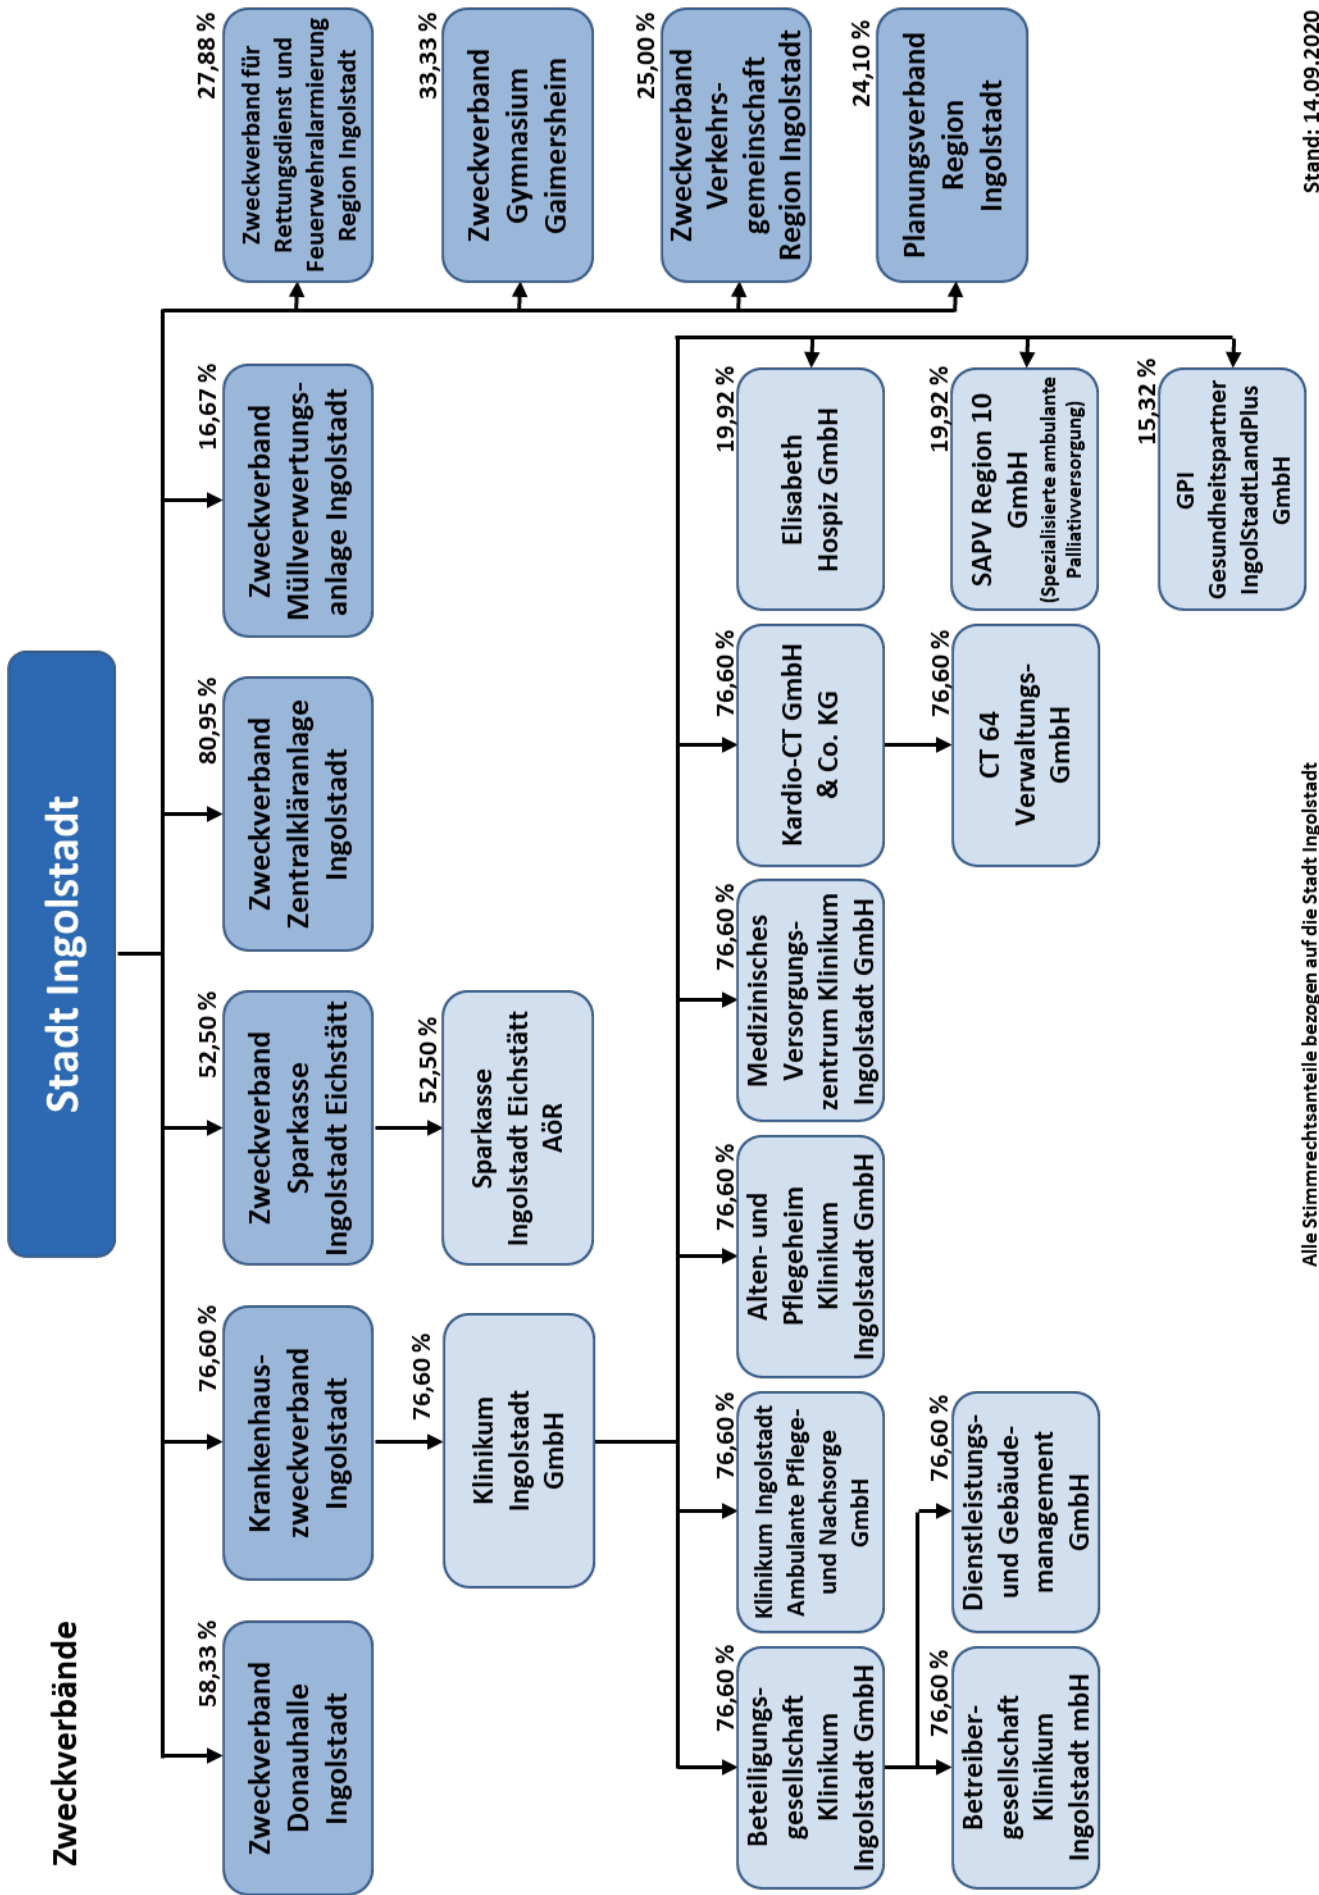 Zweckverbände
Stadt Ingolstadt
58,33 %
Zweckverband
Donauhalle
Ingolstadt
76,60 %
Krankenhaus-
zweckverband
Ingolstadt
52,50 %
Zweckverband
Sparkasse
Ingolstadt Eichstätt
80,95 %
Zweckverband
Zentralkläranlage
Ingolstadt
16,67 %
Zweckverband
Müllverwertungs-
anlage Ingolstadt
27,88 %
Zweckverband für
Rettungsdienst und
Feuerwehralarmierung
Region Ingolstadt
76,60 %
Klinikum
Ingolstadt
GmbH
52,50 %
Sparkasse
Ingolstadt Eichstätt
AöR
33,33 %
Zweckverband
Gymnasium
Gaimersheim
25,00 %
Zweckverband
Verkehrs-
gemeinschaft
Region Ingolstadt
24,10 %
Planungsverband
Region
Ingolstadt
76,60 %
Beteiligungs-
gesellschaft
Klinikum
Ingolstadt GmbH
76,60 %
Klinikum Ingolstadt
Ambulante Pflege-
und Nachsorge
GmbH
76,60 %
Alten- und
Pflegeheim
Klinikum
Ingolstadt GmbH
76,60 %
Medizinisches
Versorgungs-
zentrum Klinikum
Ingolstadt GmbH
76,60 %
Kardio-CT GmbH
& Co. KG
19,92 %
Elisabeth
Hospiz GmbH
76,60 %
Betreiber-
gesellschaft
Klinikum
Ingolstadt mbH
76,60 %
Dienstleistungs-
und Gebäude-
management
GmbH
76,60 %
CT 64
Verwaltungs-
GmbH
19,92 %
SAPV Region 10
GmbH
(Spezialisierte ambulante
Palliativversorgung)
15,32 %
GPI
Gesundheitspartner
IngolStadtLandPlus
GmbH
Alle Stimmrechtsanteile bezogen auf die Stadt Ingolstadt
Stand: 14.09.2020